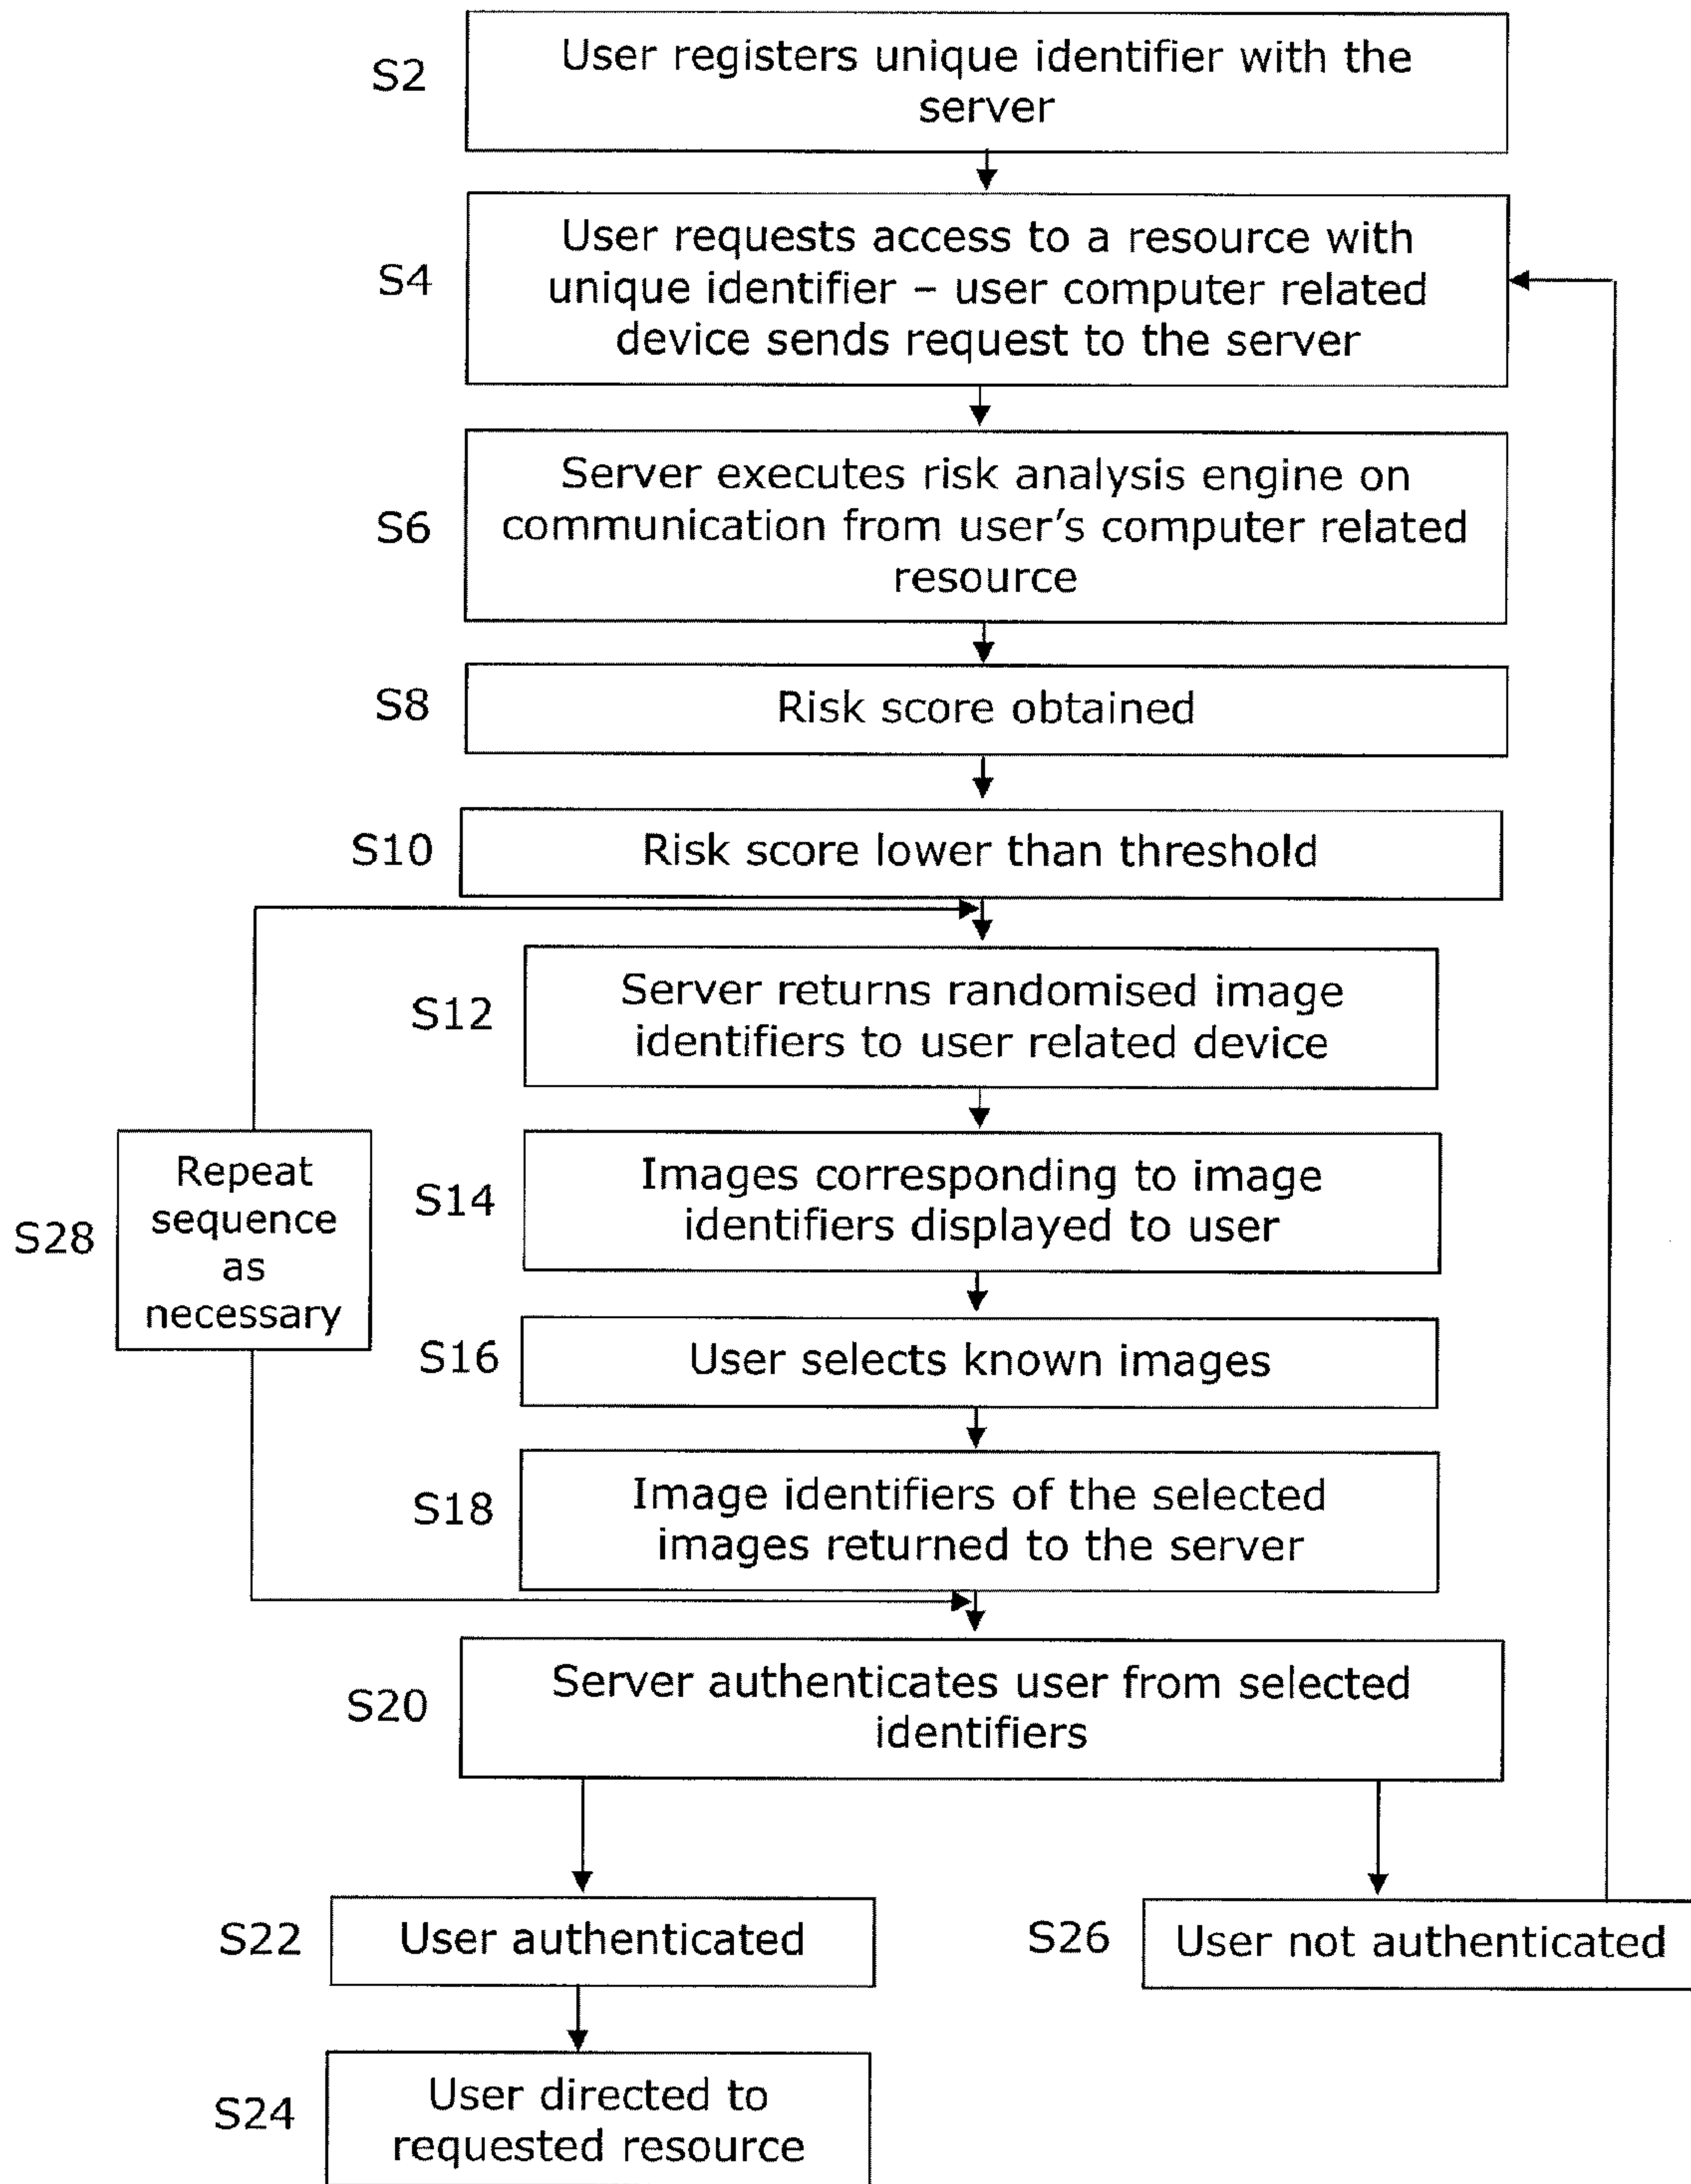 S2
User registers unique identifier with the
server
S4
User requests access to a resource with
unique identifier – user computer related
device sends request to the server
S6
Server executes risk analysis engine on
communication from user's computer related
resource
S8
Risk score obtained
S10
Risk score lower than threshold
S12
Server returns randomised image
identifiers to user related device
S28
Repeat
sequence
as
necessary
S14
Images corresponding to image
identifiers displayed to user
S16
User selects known images
S18
Image identifiers of the selected
images returned to the server
S20
Server authenticates user from selected
identifiers
S22
User authenticated
S26
User not authenticated
S24
User directed to
requested resource